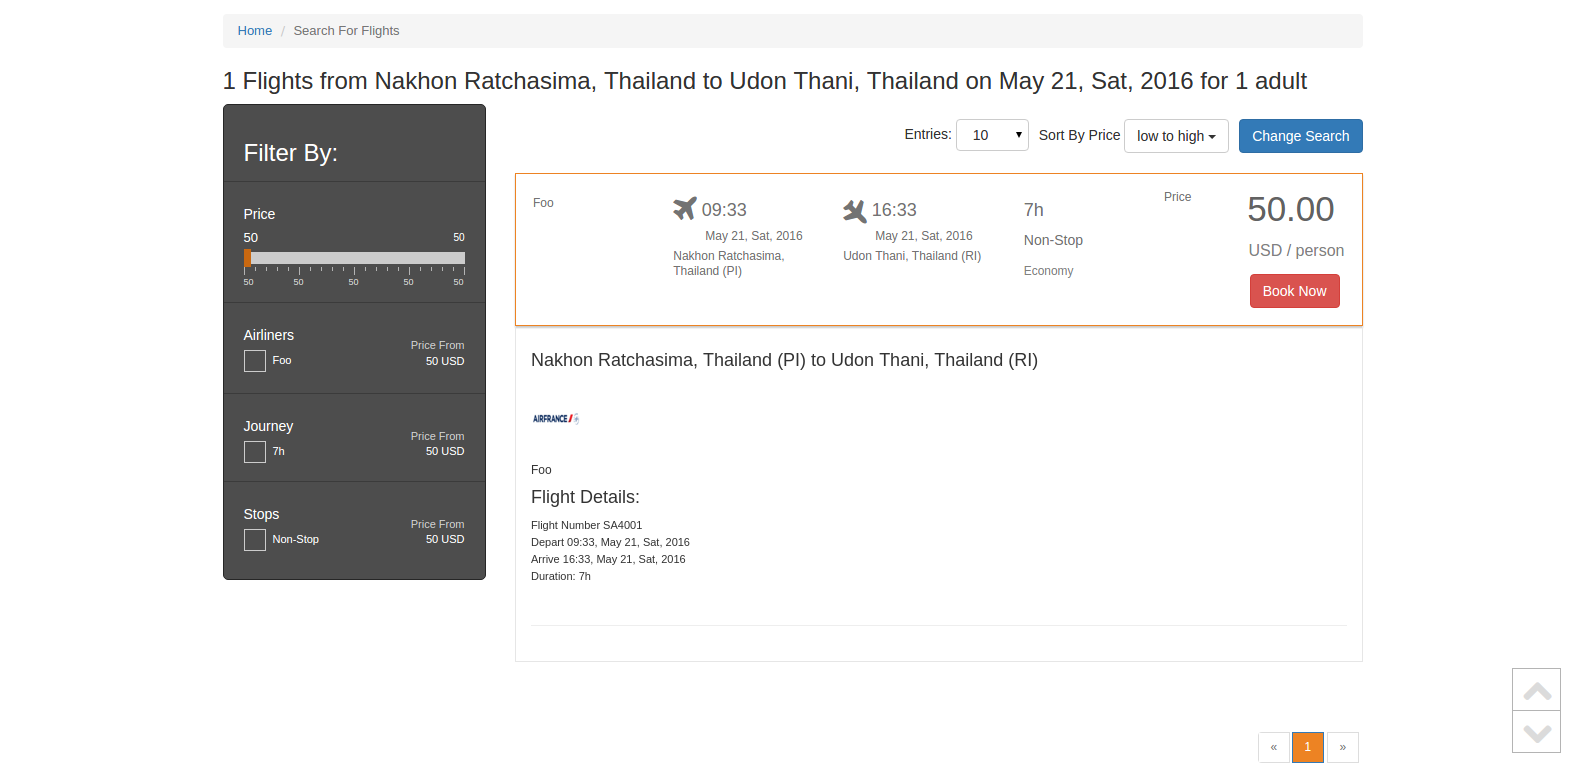 Home / Search For Flights
1 Flights from Nakhon Ratchasima, Thailand to Udon Thani, Thailand on May 21, Sat, 2016 for 1 adult
Filter By:
Price
50 50
50 50 50 50 50
Airliners
Price From
Foo 50 USD
Journey
Price From
7h 50 USD
Stops
Price From
Non-Stop 50 USD
Entries: 10 Sort By Price low to high Change Search
Foo
09:33
May 21, Sat, 2016
Nakhon Ratchasima,
Thailand (PI)
16:33
May 21, Sat, 2016
Udon Thani, Thailand (RI)
7h
Non-Stop
Economy
Price
50.00
USD / person
Book Now
Nakhon Ratchasima, Thailand (PI) to Udon Thani, Thailand (RI)
AIRFRANCE
Foo
Flight Details:
Flight Number SA4001
Depart 09:33, May 21, Sat, 2016
Arrive 16:33, May 21, Sat, 2016
Duration: 7h
« 1 »